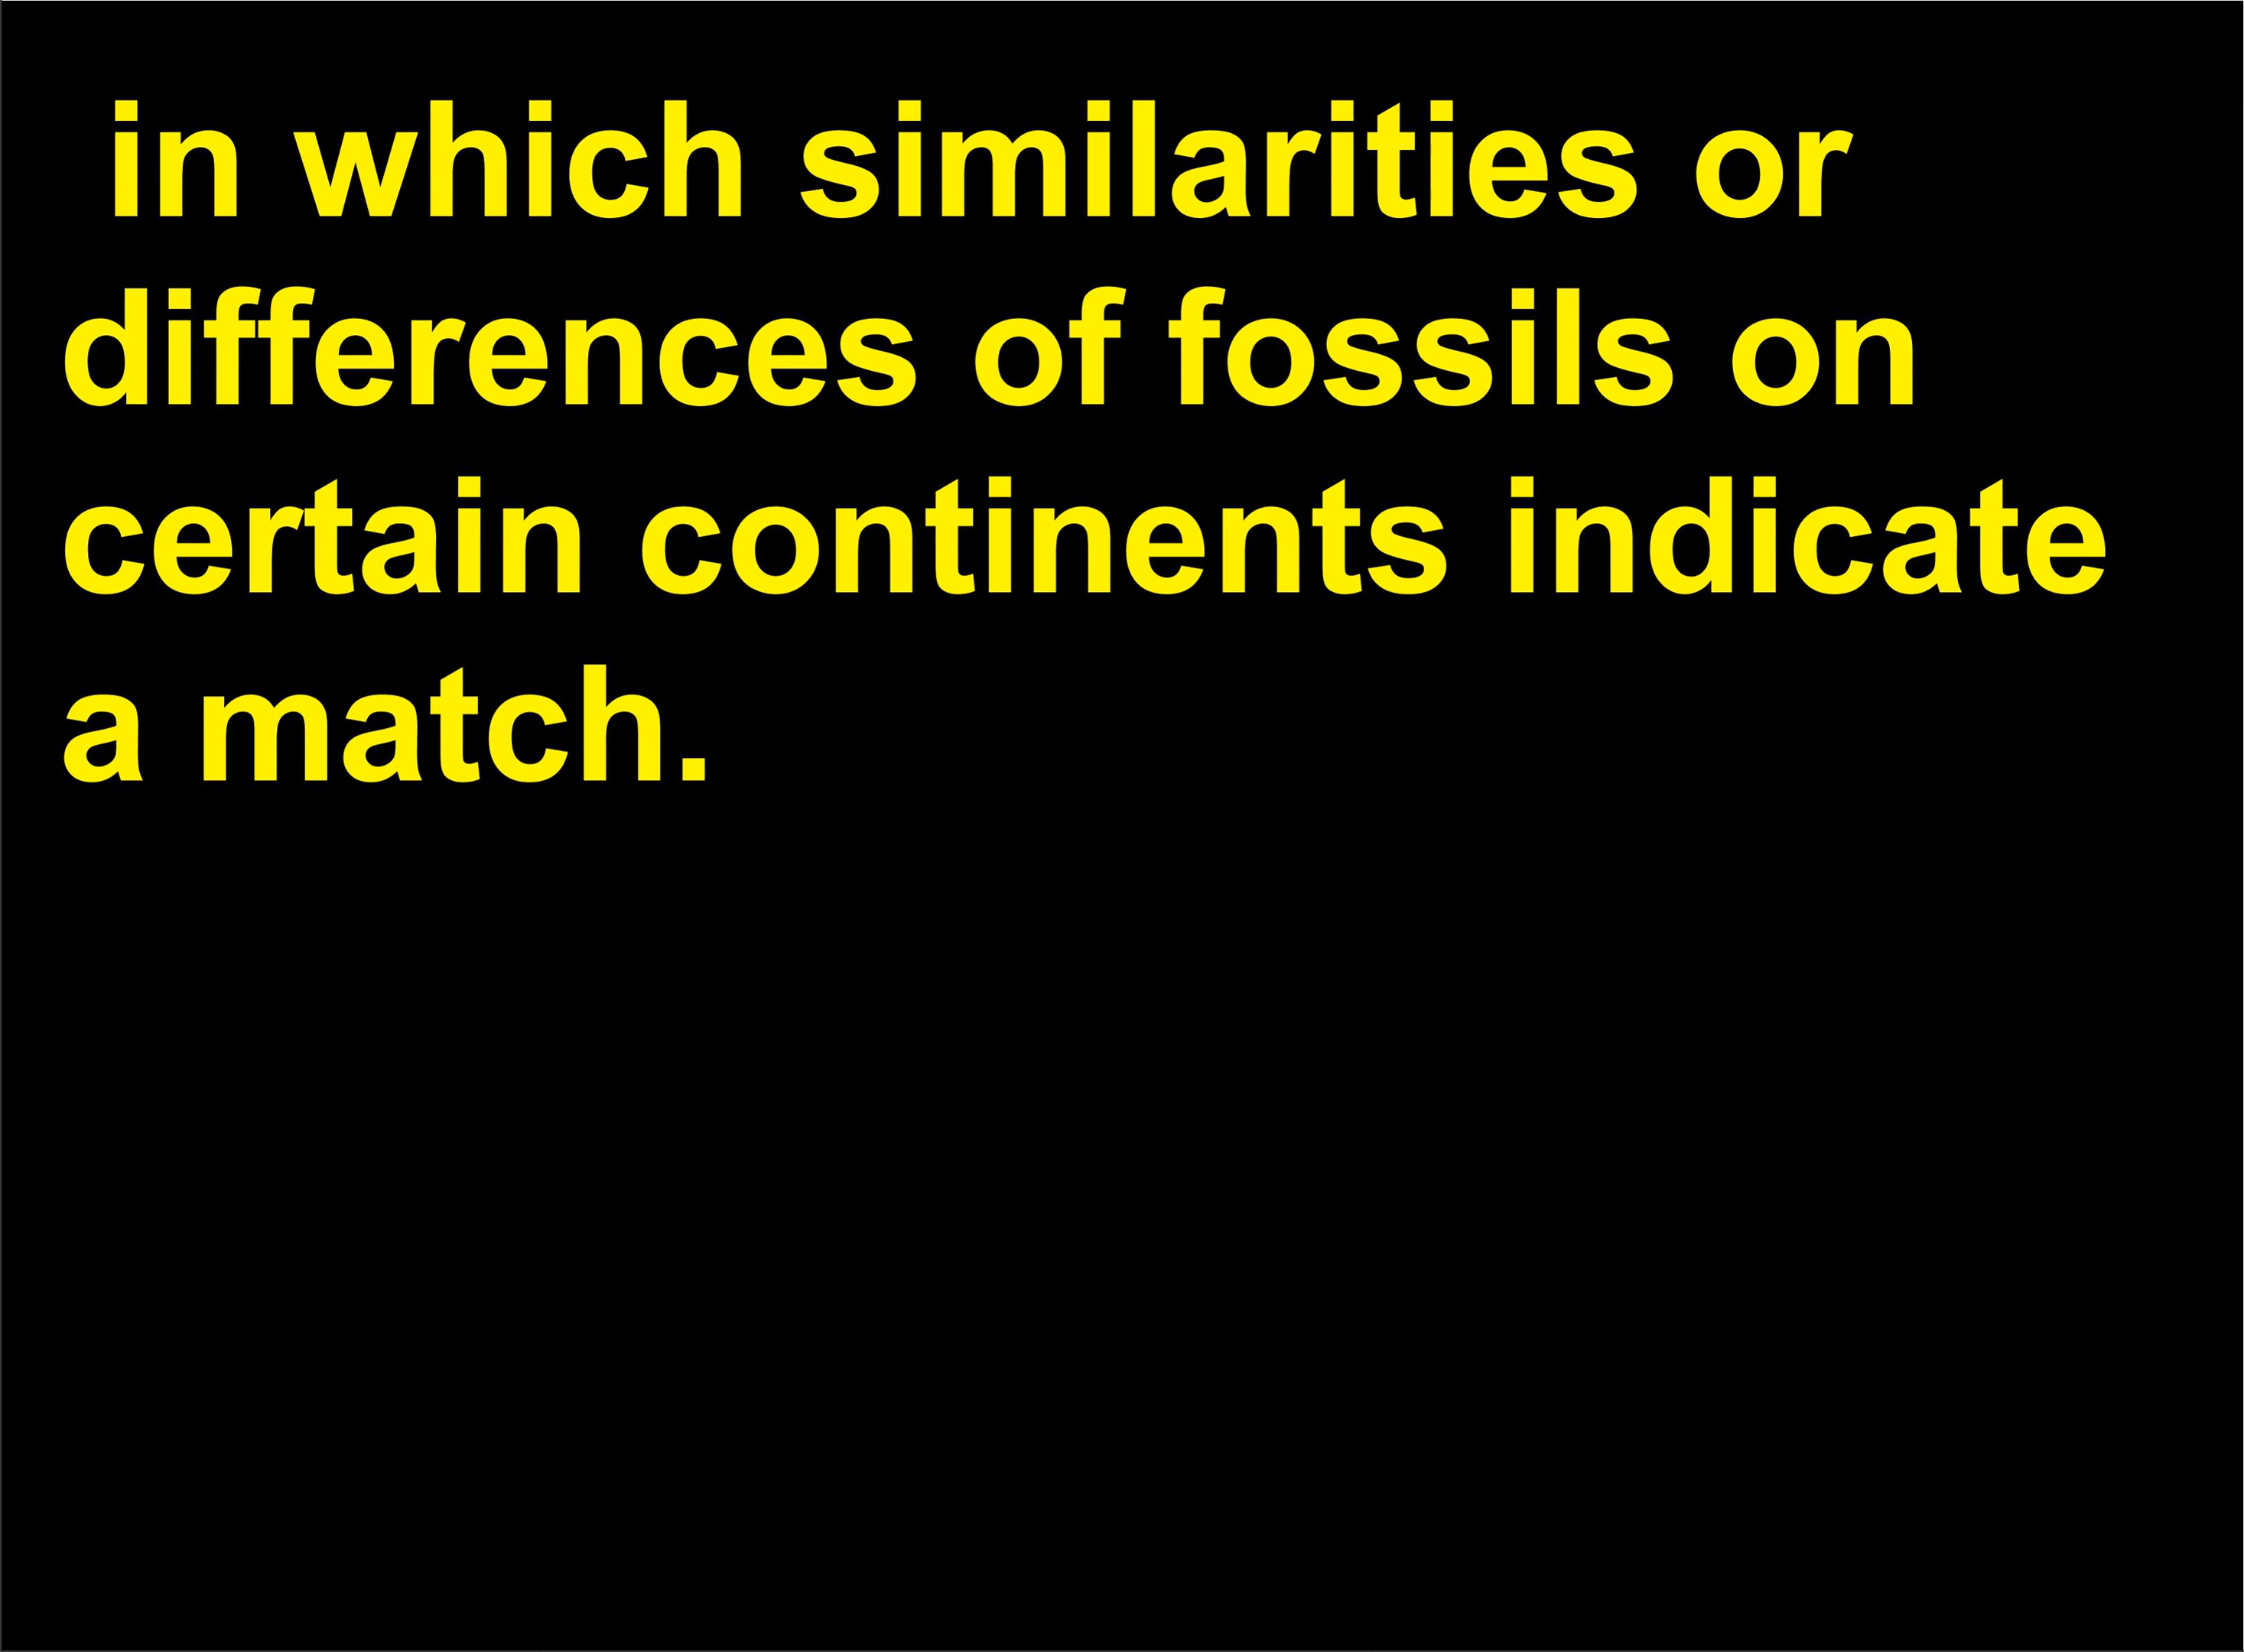 in which similarities or
differences of fossils on
certain continents indicate
a match.